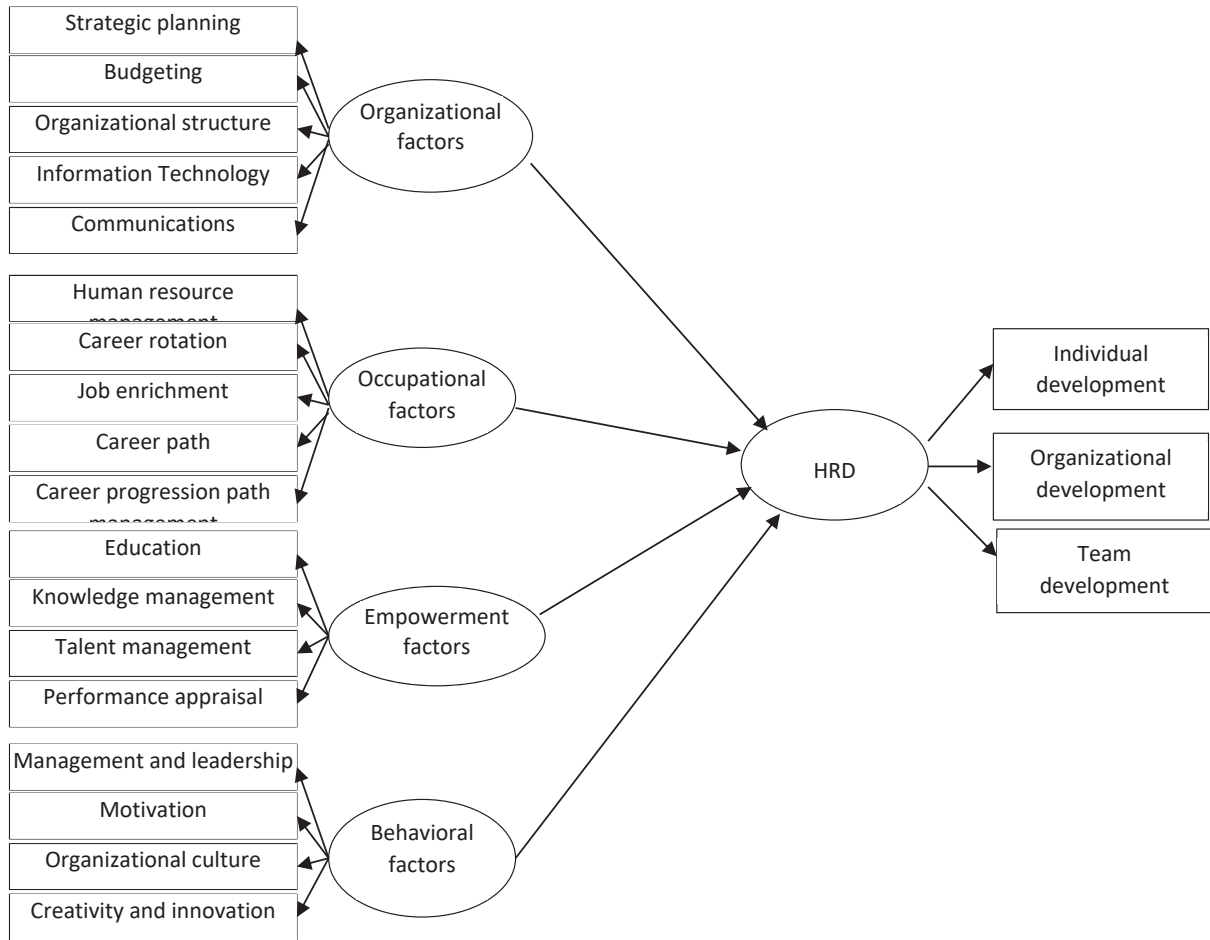 Strategic planning
Budgeting
Organizational structure
Information Technology
Communications
Organizational
factors
Human resource
management
Career rotation
Job enrichment
Career path
Career progression path
management
Occupational
factors
Education
Knowledge management
Talent management
Performance appraisal
Empowerment
factors
Management and leadership
Motivation
Organizational culture
Creativity and innovation
Behavioral
factors
HRD
Individual
development
Organizational
development
Team
development